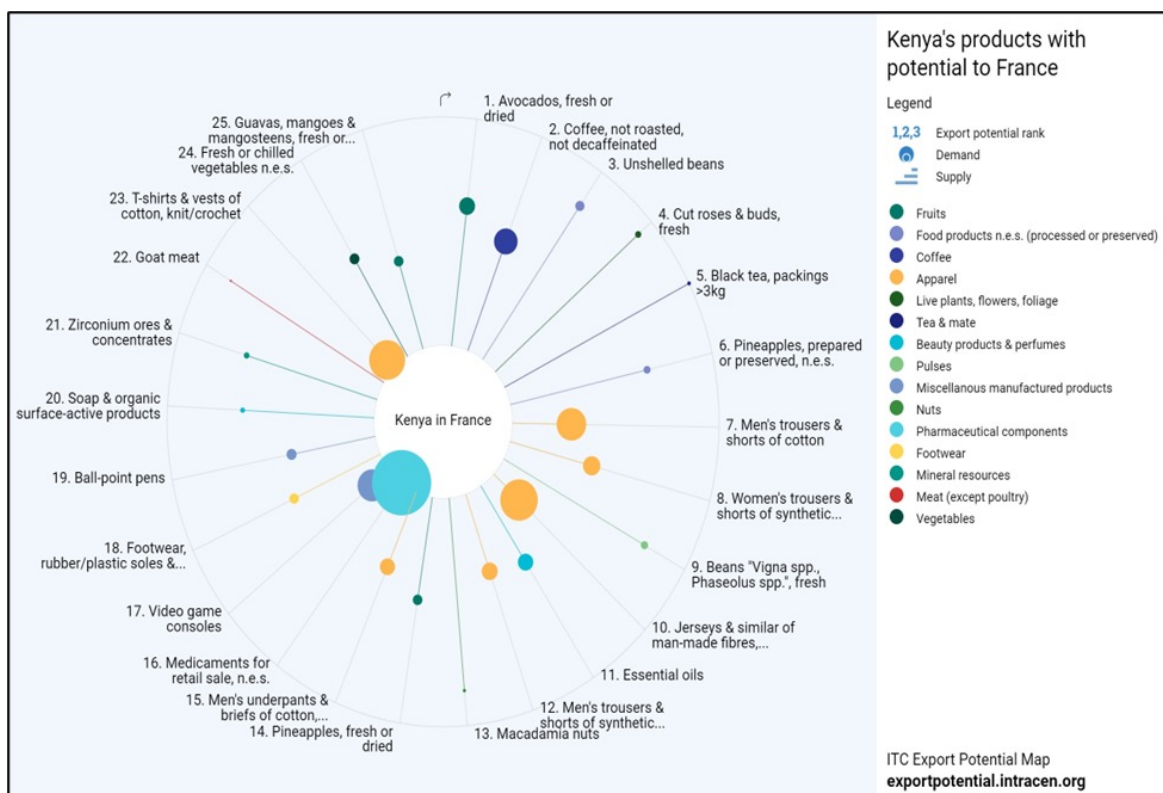 Kenya's products with
potential to France
Legend
1,2,3 Export potential rank
Demand
Supply
Fruits
Food products n.e.s. (processed or preserved)
Coffee
Apparel
Live plants, flowers, foliage
Tea & mate
Beauty products & perfumes
Pulses
Miscellanous manufactured products
Nuts
Pharmaceutical components
Footwear
Mineral resources
Meat (except poultry)
Vegetables
ITC Export Potential Map
exportpotential.intracen.org
Kenya in France
1. Avocados, fresh or
dried
2. Coffee, not roasted,
not decaffeinated
3. Unshelled beans
4. Cut roses & buds,
fresh
5. Black tea, packings
>3kg
6. Pineapples, prepared
or preserved, n.e.s.
7. Men's trousers &
shorts of cotton
8. Women's trousers &
shorts of synthetic...
9. Beans "Vigna spp.,
Phaseolus spp.", fresh
10. Jerseys & similar of
man-made fibres,...
11. Essential oils
12. Men's trousers &
shorts of synthetic...
13. Macadamia nuts
14. Pineapples, fresh or
dried
15. Men's underpants &
briefs of cotton,...
16. Medicaments for
retail sale, n.e.s.
17. Video game
consoles
18. Footwear,
rubber/plastic soles &...
19. Ball-point pens
20. Soap & organic
surface-active products
21. Zirconium ores &
concentrates
22. Goat meat
23. T-shirts & vests of
cotton, knit/crochet
24. Fresh or chilled
vegetables n.e.s.
25. Guavas, mangoes &
mangosteens, fresh or...